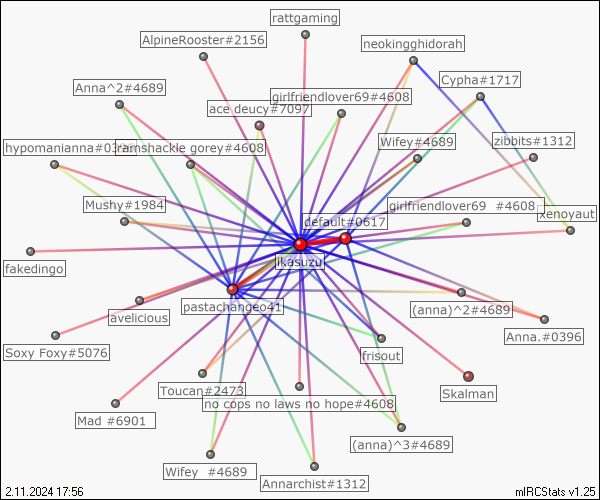 rattgaming
AlpineRooster#2156
neokingghidorah
Cypha#1717
Anna^2#4689
girlfriendlover69#4608
ace deucy#7097
hypomanianna#0396
ramshackle gorey#4608
Wifey#4689
zibbits#1312
Mushy#1984
default#0617
girlfriendlover69 #4608
xenoyaut
fakedingo
ikasuzu
pastachangeo41
avelicious
(anna)^2#4689
Anna.#0396
Soxy Foxy#5076
frisout
Toucan#2473
Skalman
no cops no laws no hope#4608
Mad #6901
(anna)^3#4689
Wifey #4689
Annarchist#1312
2.11.2024 17:56
mIRCStats v1.25